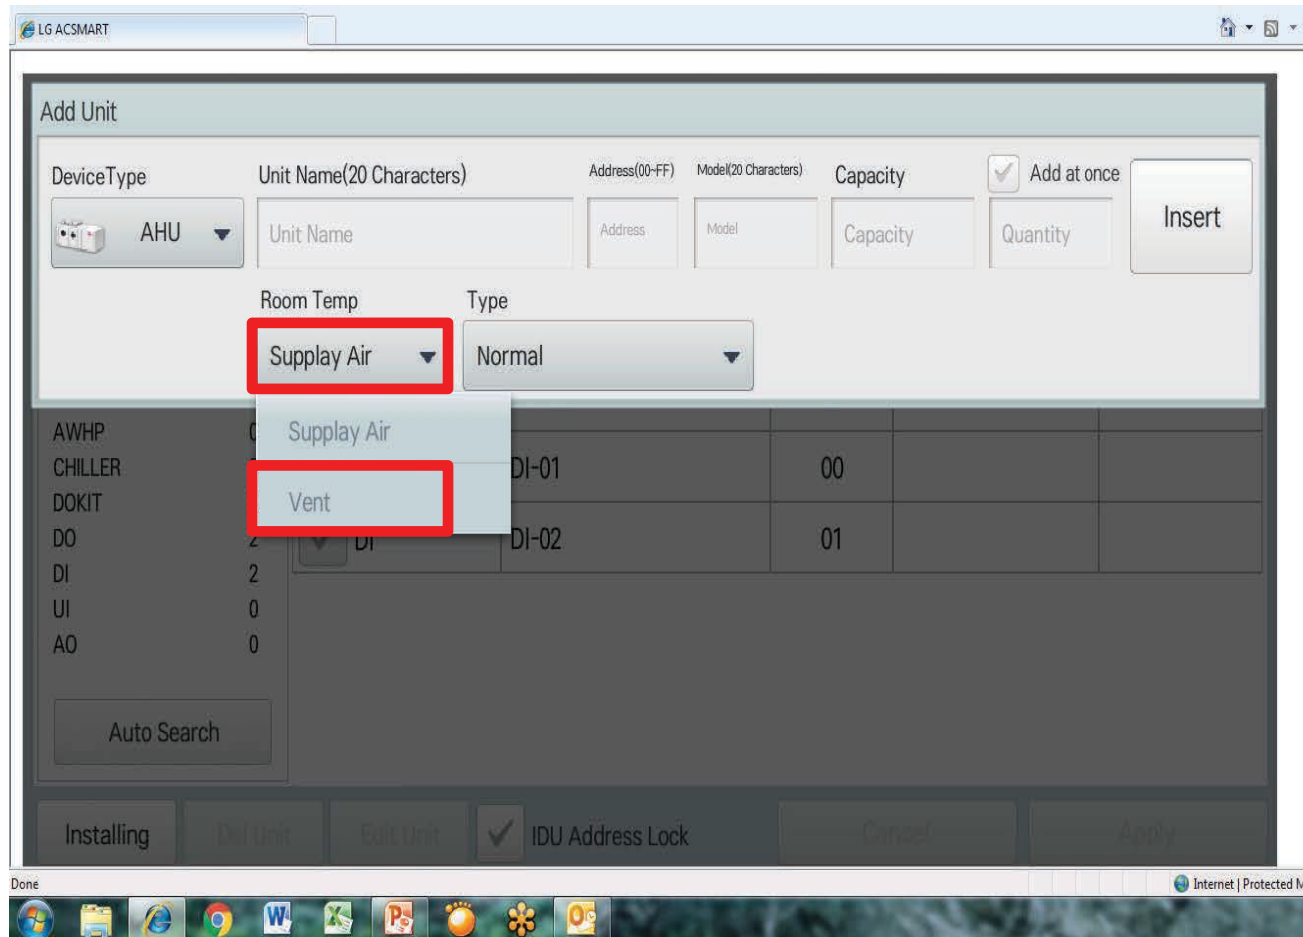 LG ACSMART
Add Unit
DeviceType Unit Name(20 Characters) Address(00~FF) Model(20 Characters) Capacity Add at once
AHU Unit Name Address Model Capacity Quantity Insert
Room Temp Type
Supplay Air Normal
Supplay Air
Vent
AWHP
CHILLER DI-01 00
DOKIT
DO 2 DI DI-02 01
DI 2
UI 0
AO 0
Auto Search
Installing Del Unit Edit Unit IDU Address Lock Cancel Apply
Done Internet | Protected M